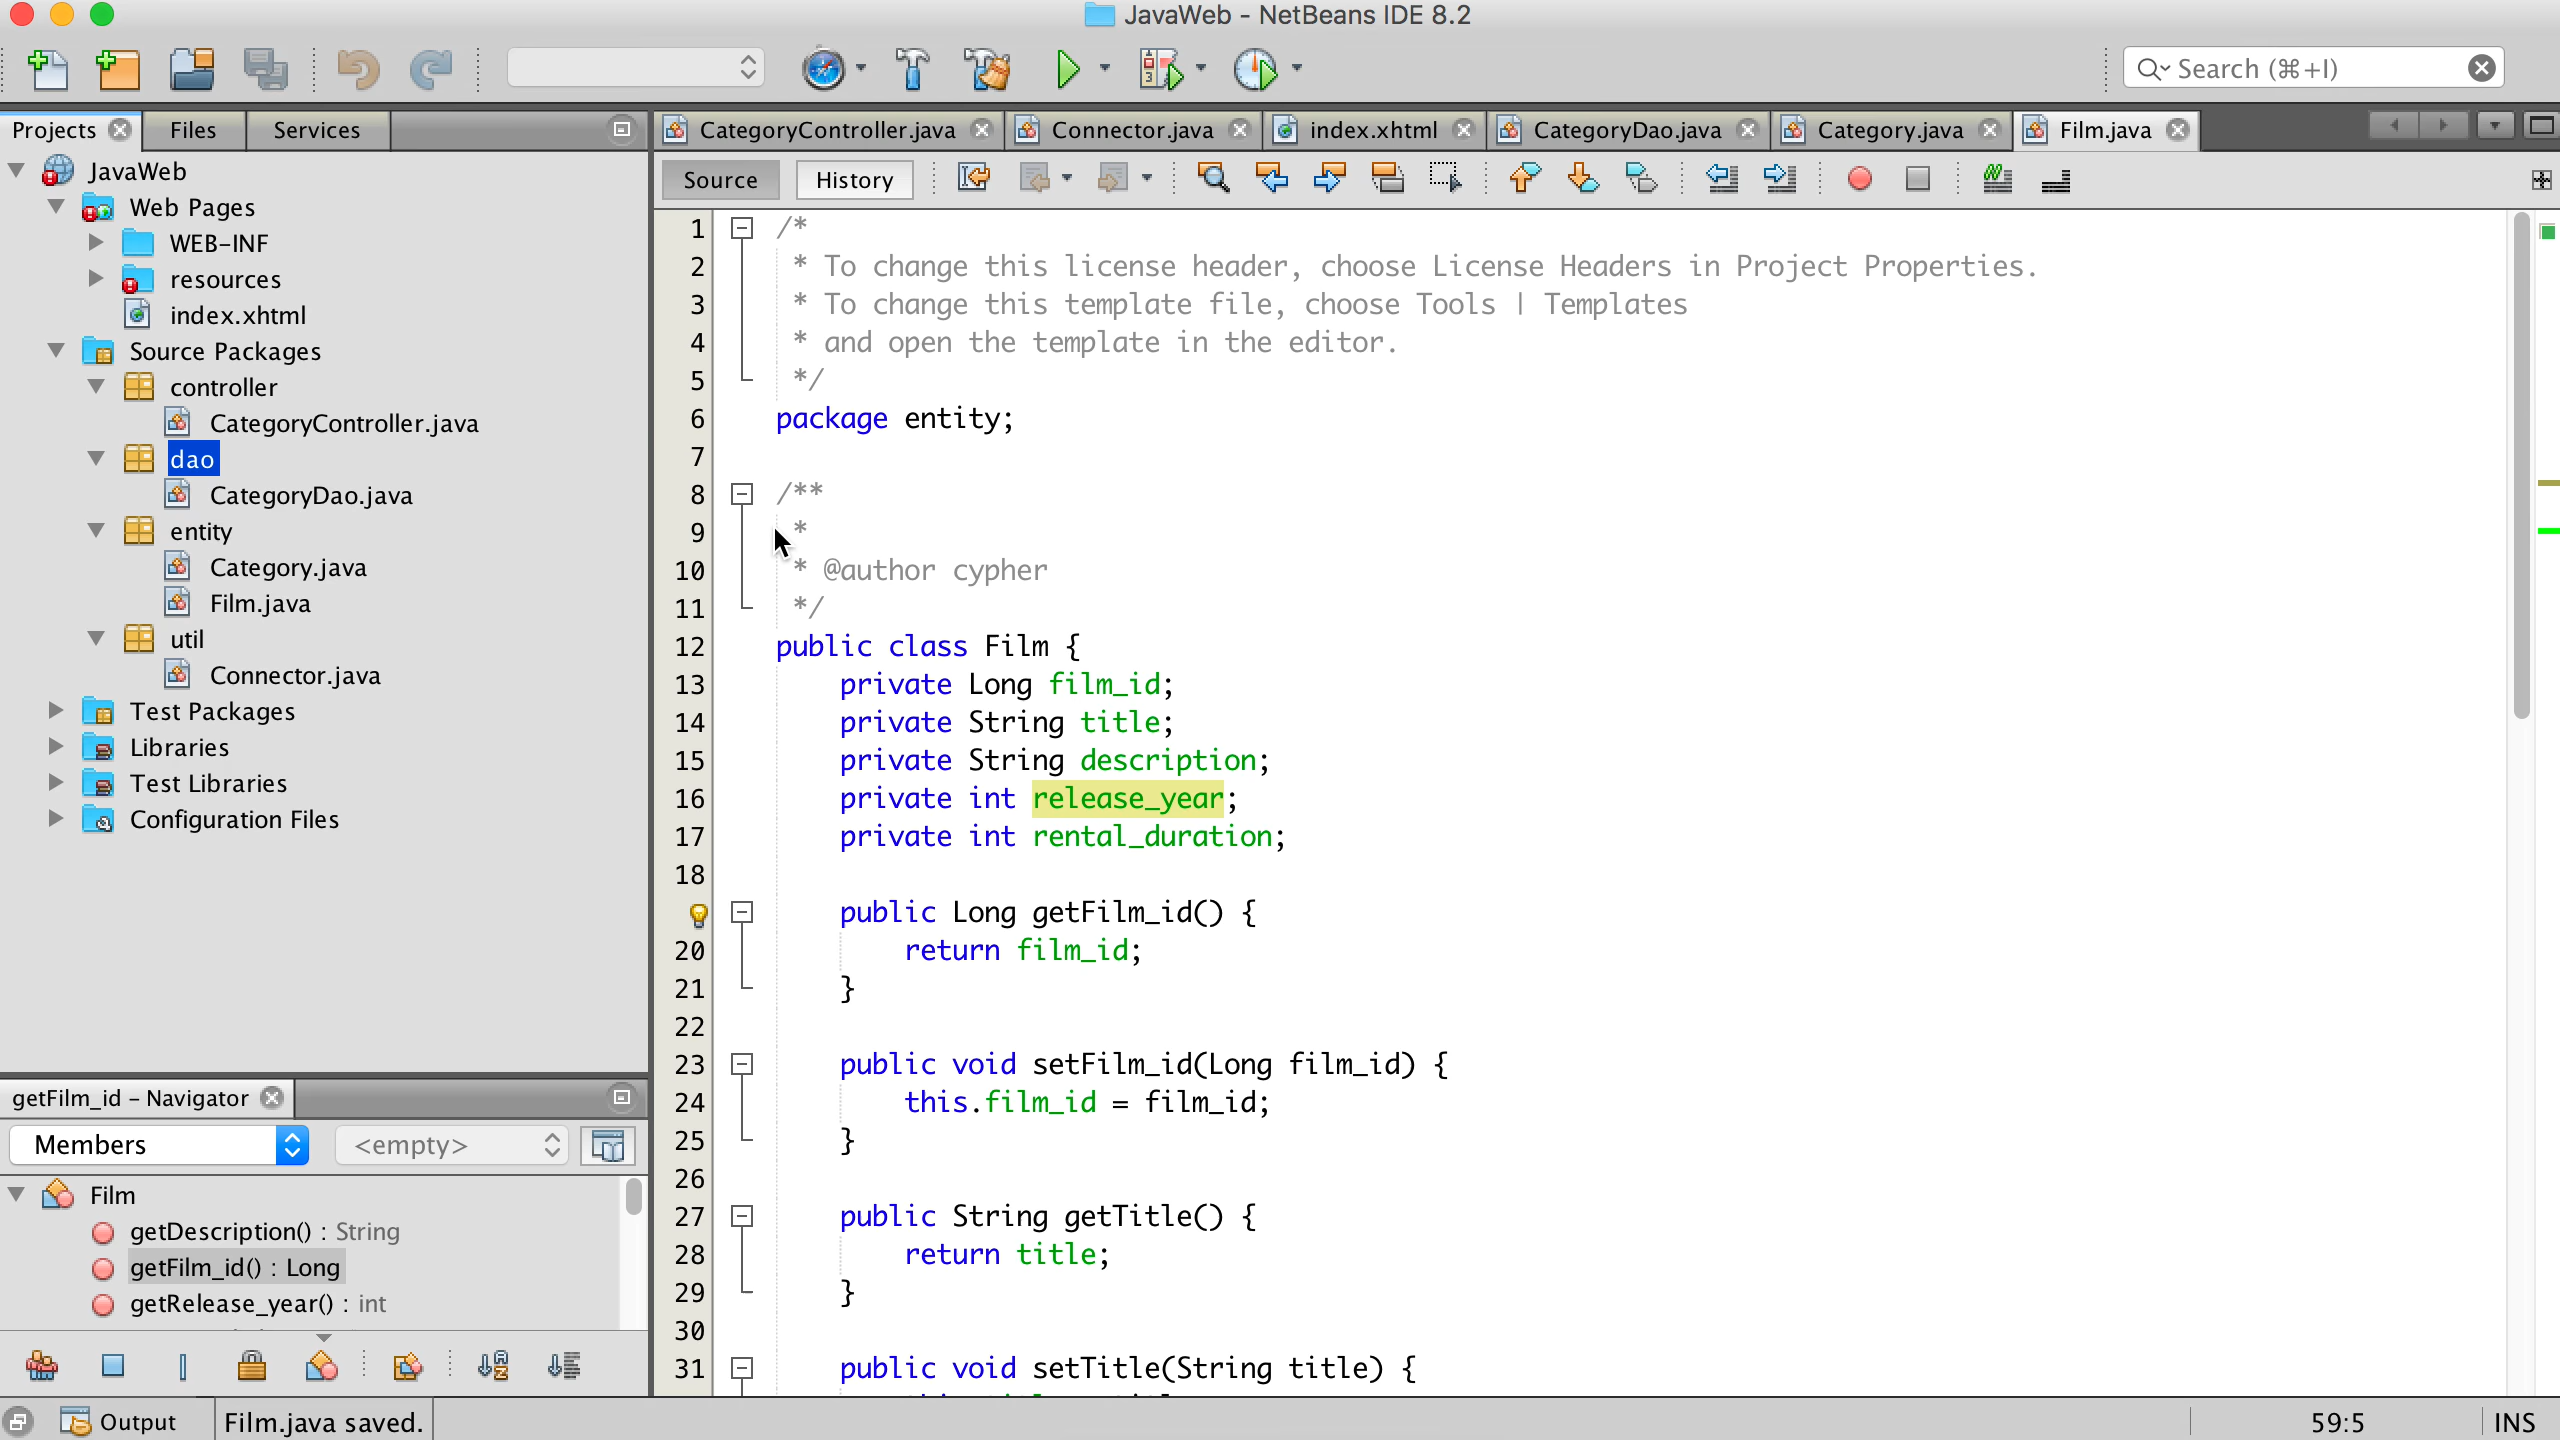 JavaWeb - NetBeans IDE 8.2
Search (⌘+I)
Projects
Files
Services
CategoryController.java
Connector.java
index.xhtml
CategoryDao.java
Category.java
Film.java
Source
History
JavaWeb
Web Pages
WEB-INF
resources
index.xhtml
Source Packages
controller
CategoryController.java
dao
CategoryDao.java
entity
Category.java
Film.java
util
Connector.java
Test Packages
Libraries
Test Libraries
Configuration Files
getFilm_id - Navigator
Members
<empty>
Film
getDescription() : String
getFilm_id() : Long
getRelease_year() : int
1 /*
2 * To change this license header, choose License Headers in Project Properties.
3 * To change this template file, choose Tools | Templates
4 * and open the template in the editor.
5 */
6 package entity;
7
8 /**
9 *
10 * @author cypher
11 */
12 public class Film {
13 private Long film_id;
14 private String title;
15 private String description;
16 private int release_year;
17 private int rental_duration;
18
public Long getFilm_id() {
20 return film_id;
21 }
22
23 public void setFilm_id(Long film_id) {
24 this.film_id = film_id;
25 }
26
27 public String getTitle() {
28 return title;
29 }
30
31 public void setTitle(String title) {
Output
Film.java saved.
59:5
INS